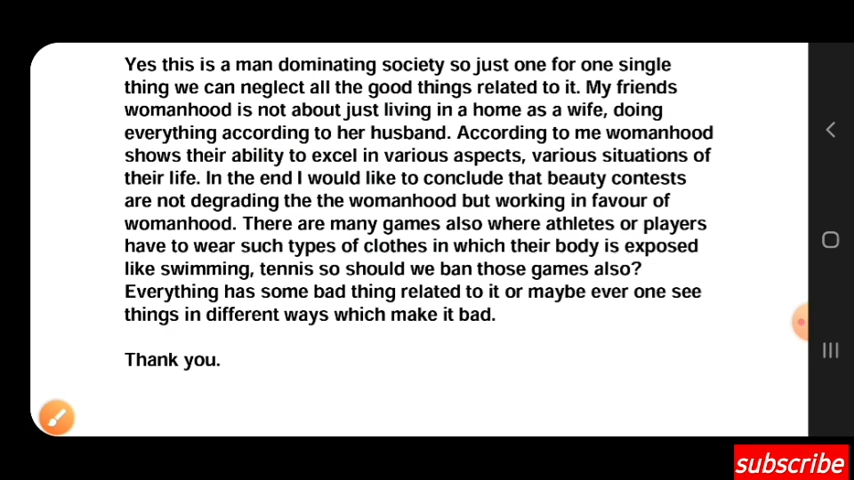 Yes this is a man dominating society so just one for one single
thing we can neglect all the good things related to it. My friends
womanhood is not about just living in a home as a wife, doing
everything according to her husband. According to me womanhood
shows their ability to excel in various aspects, various situations of
their life. In the end I would like to conclude that beauty contests
are not degrading the the womanhood but working in favour of
womanhood. There are many games also where athletes or players
have to wear such types of clothes in which their body is exposed
like swimming, tennis so should we ban those games also?
Everything has some bad thing related to it or maybe ever one see
things in different ways which make it bad.
Thank you.
subscribe